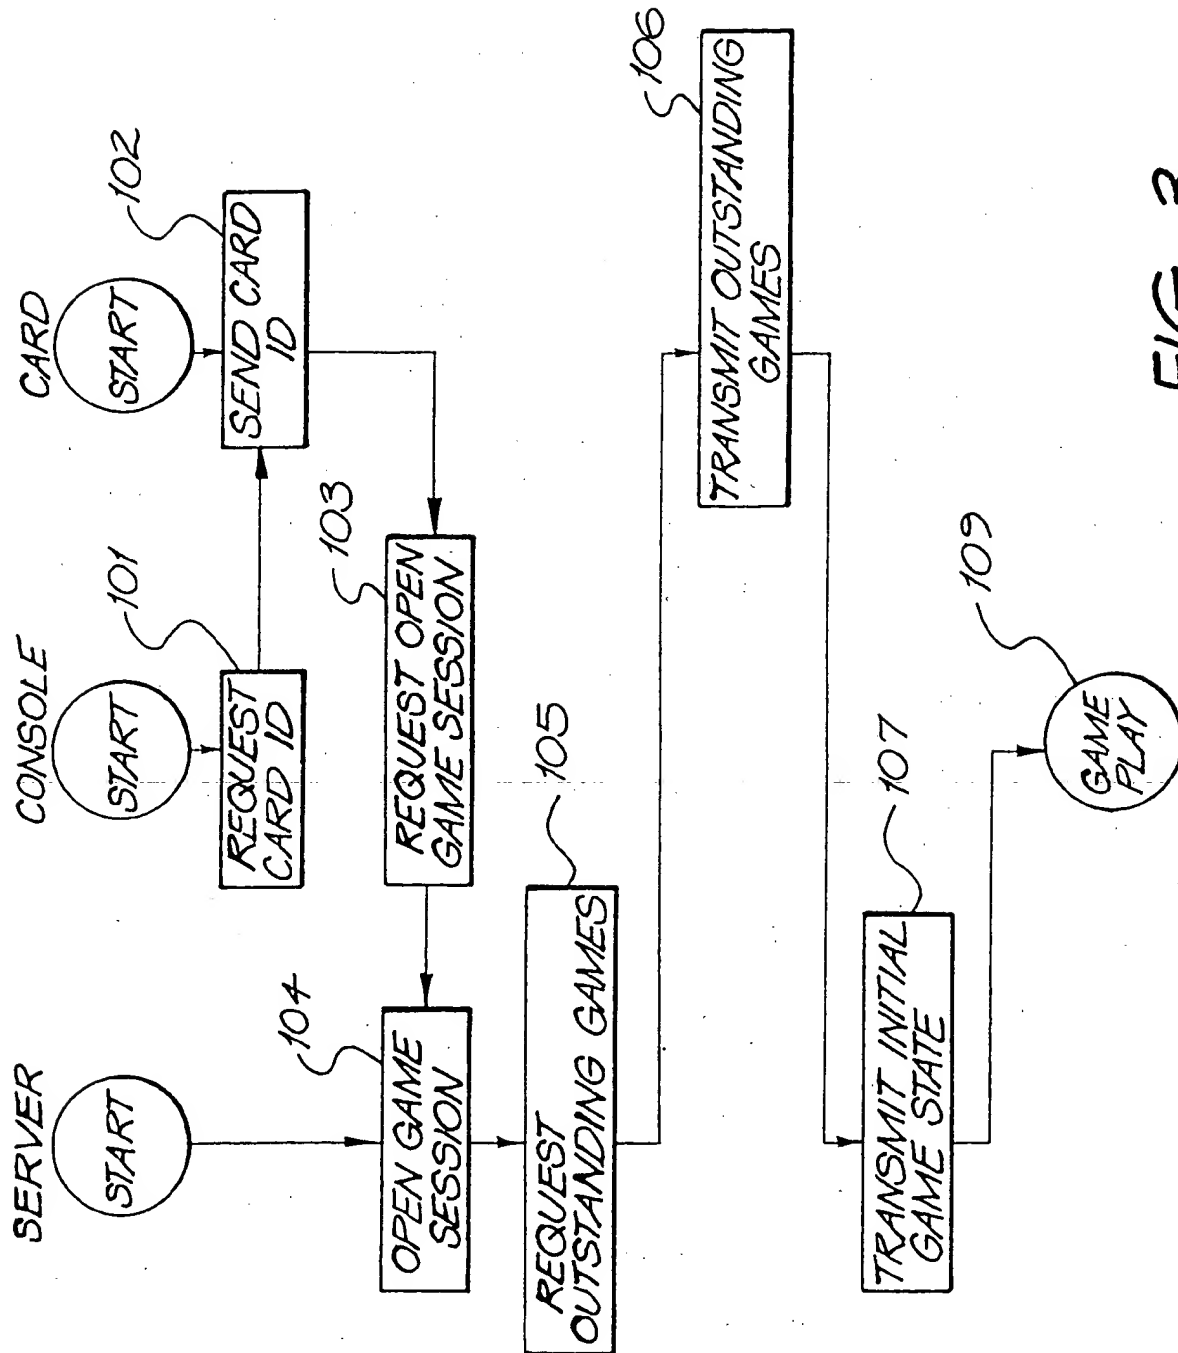 SERVER
CONSOLE
CARD
START
START
START
101
REQUEST
CARD ID
102
SEND CARD
ID
103
REQUEST OPEN
GAME SESSION
104
OPEN GAME
SESSION
105
REQUEST
OUTSTANDING GAMES
106
TRANSMIT OUTSTANDING
GAMES
107
TRANSMIT INITIAL
GAME STATE
109
GAME
PLAY